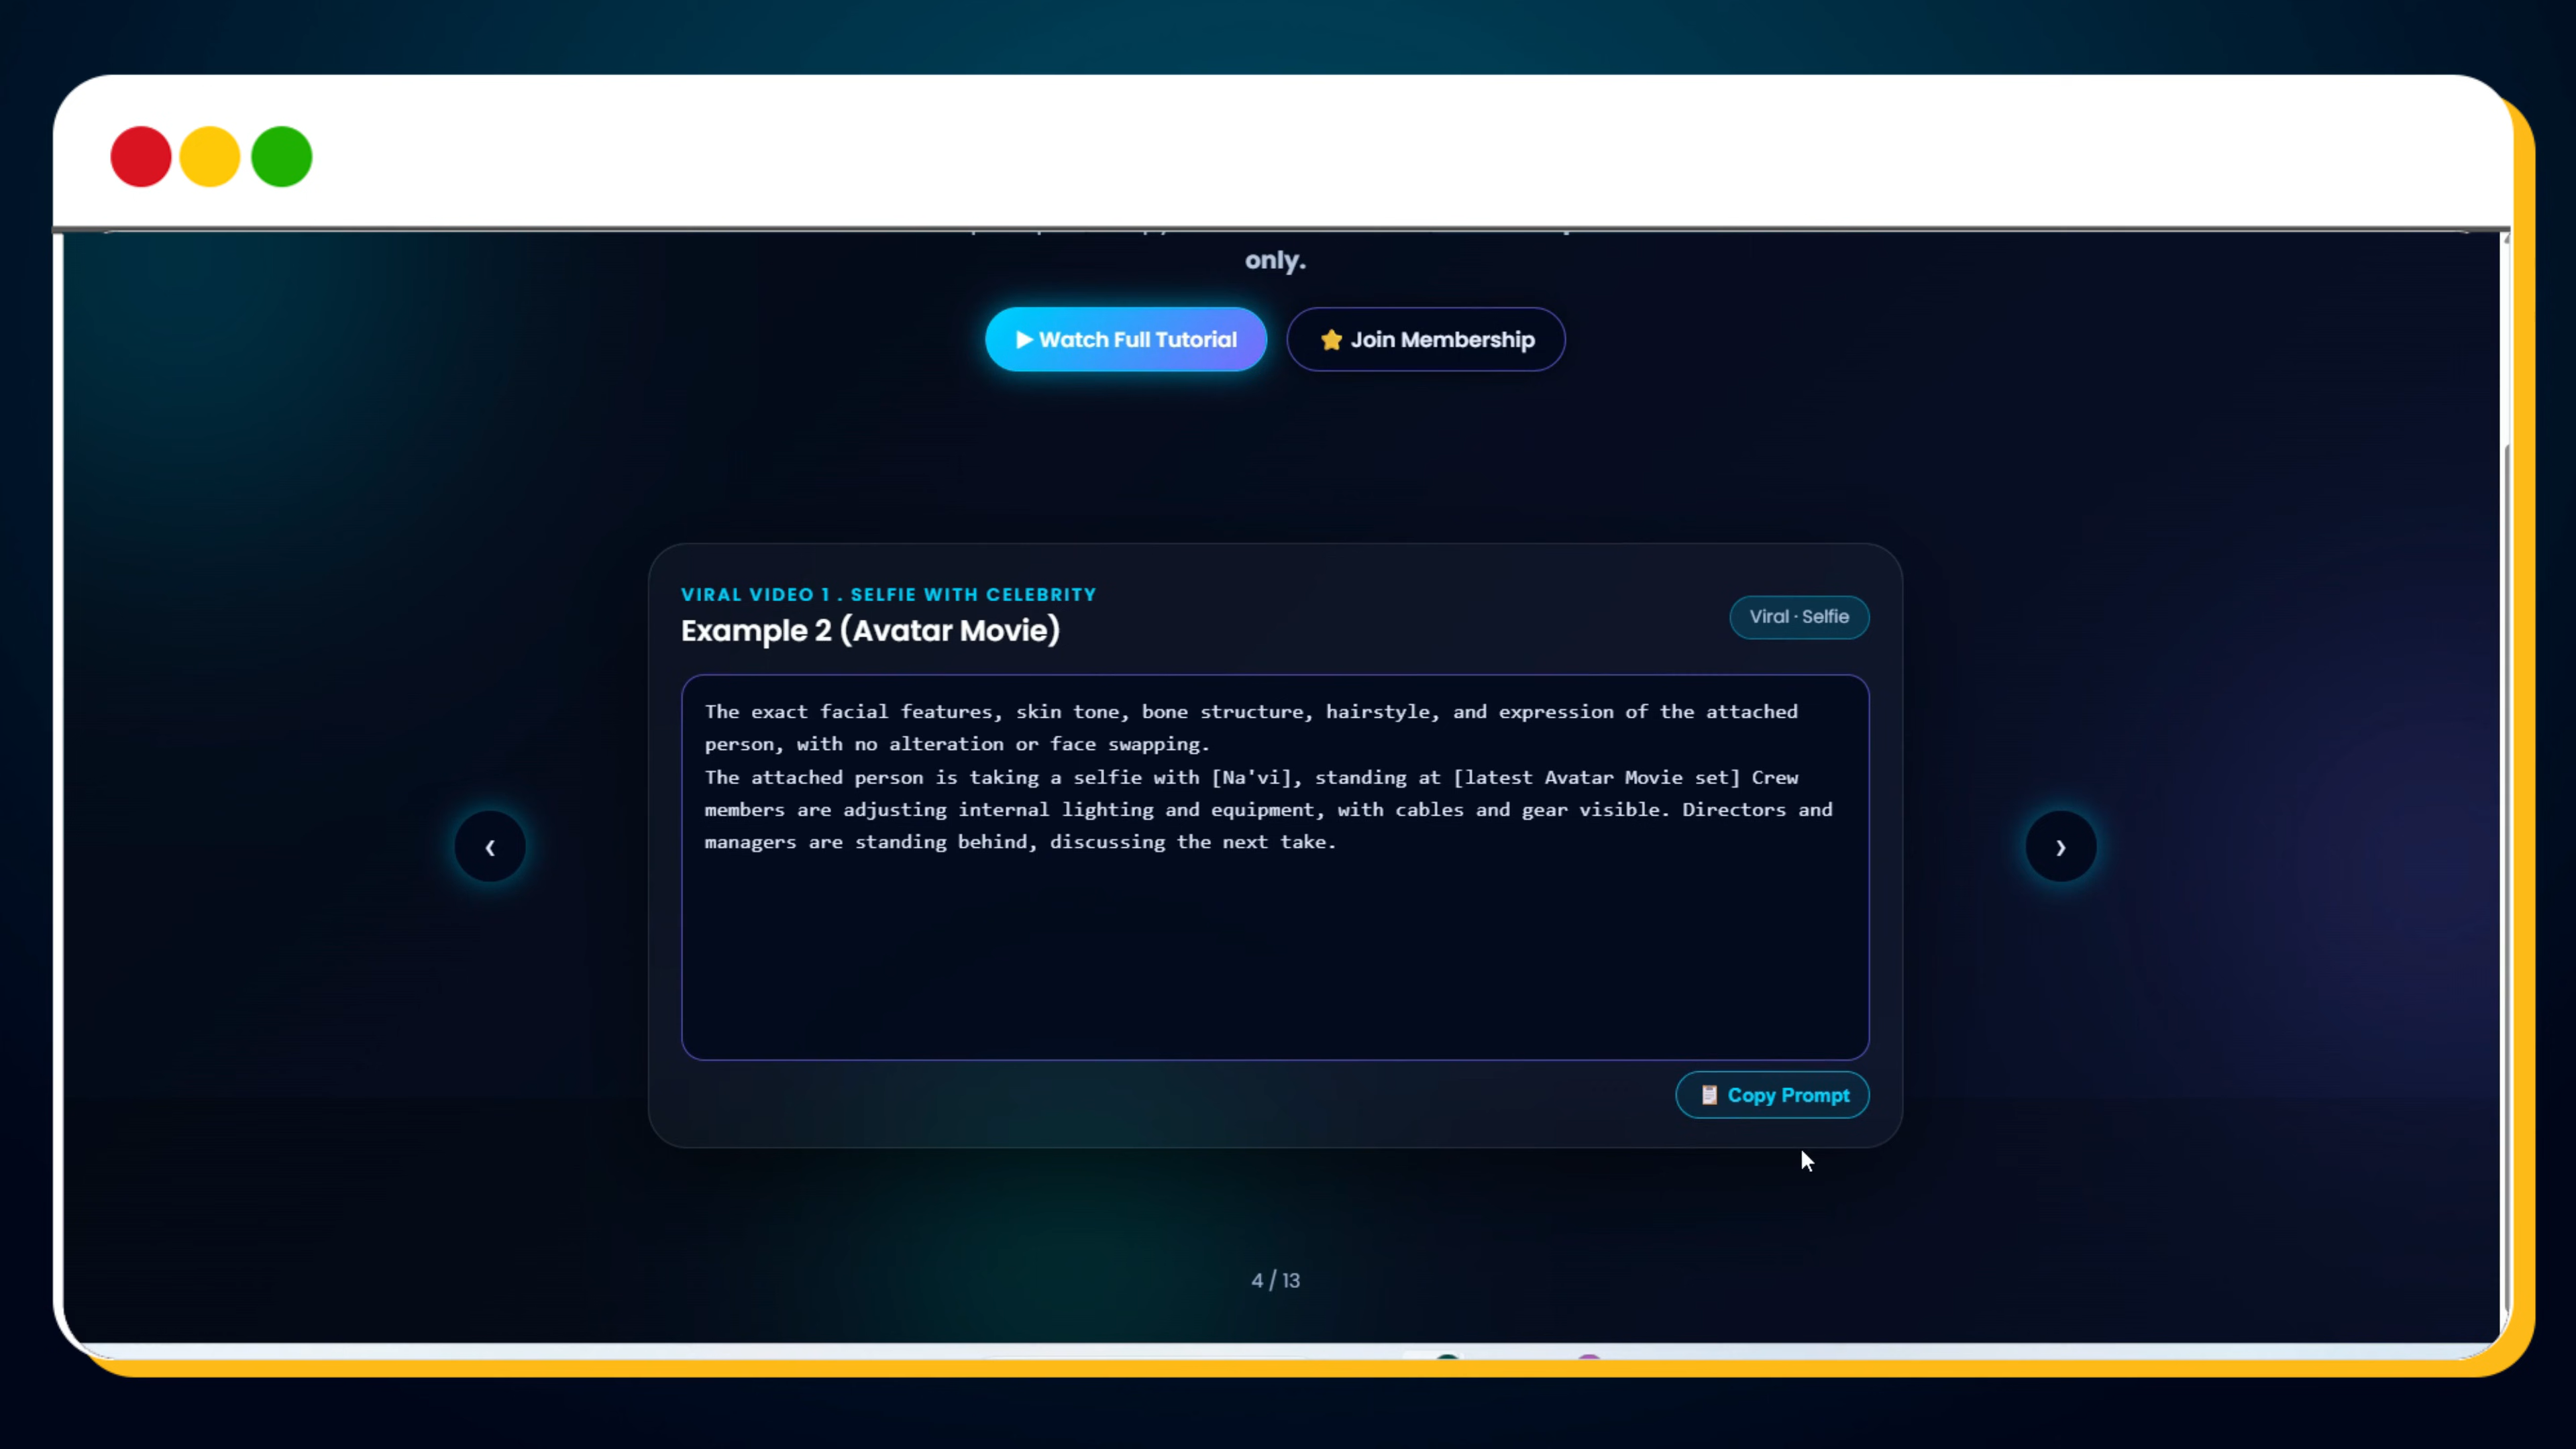 only.
▶ Watch Full Tutorial
⭐ Join Membership
VIRAL VIDEO 1 . SELFIE WITH CELEBRITY
Example 2 (Avatar Movie)
Viral · Selfie
The exact facial features, skin tone, bone structure, hairstyle, and expression of the attached
person, with no alteration or face swapping.
The attached person is taking a selfie with [Na'vi], standing at [latest Avatar Movie set] Crew
members are adjusting internal lighting and equipment, with cables and gear visible. Directors and
managers are standing behind, discussing the next take.
❮
❯
📋 Copy Prompt
4 / 13